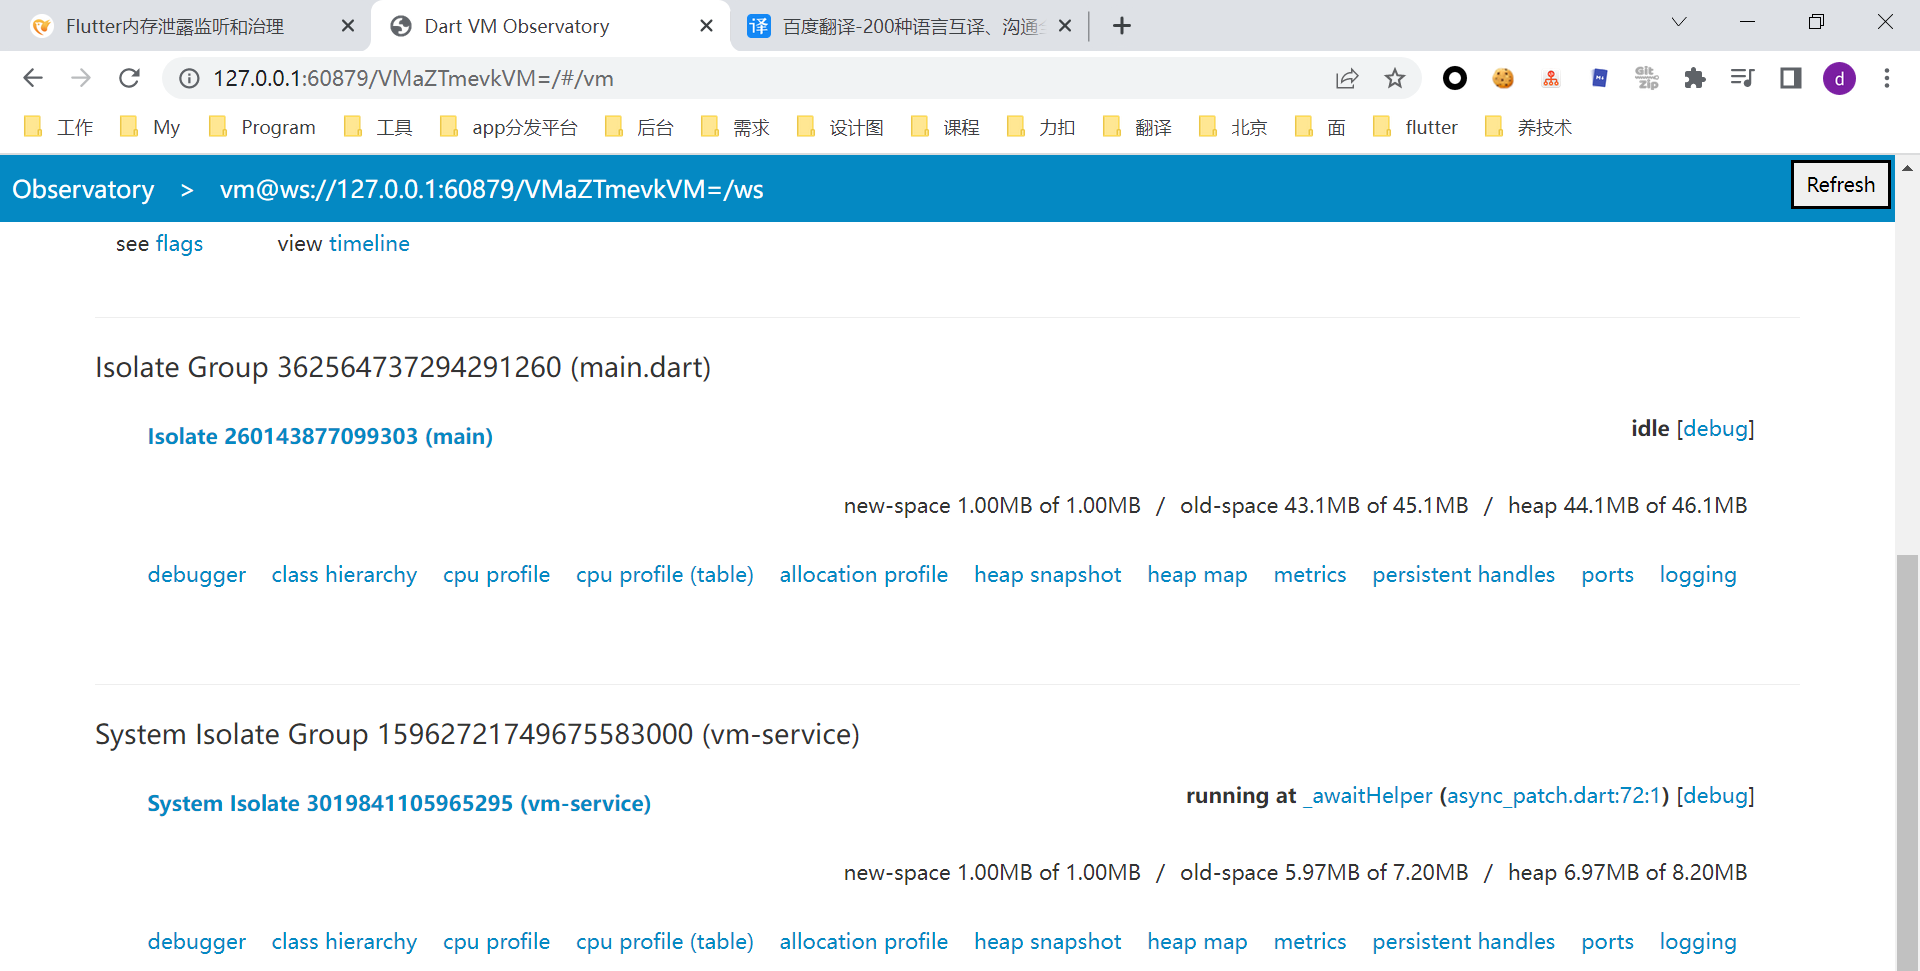 Flutter内存泄露监听和治理
Dart VM Observatory
译 百度翻译-200种语言互译、沟通
127.0.0.1:60879/VMaZTmevkVM=/#/vm
Git Zip
d
工作 My Program 工具 app分发平台 后台 需求 设计图 课程 力扣 翻译 北京 面 flutter 养技术
Observatory > vm@ws://127.0.0.1:60879/VMaZTmevkVM=/ws
Refresh
see flags view timeline
Isolate Group 362564737294291260 (main.dart)
Isolate 260143877099303 (main)
idle [debug]
new-space 1.00MB of 1.00MB / old-space 43.1MB of 45.1MB / heap 44.1MB of 46.1MB
debugger class hierarchy cpu profile cpu profile (table) allocation profile heap snapshot heap map metrics persistent handles ports logging
System Isolate Group 15962721749675583000 (vm-service)
System Isolate 3019841105965295 (vm-service)
running at _awaitHelper (async_patch.dart:72:1) [debug]
new-space 1.00MB of 1.00MB / old-space 5.97MB of 7.20MB / heap 6.97MB of 8.20MB
debugger class hierarchy cpu profile cpu profile (table) allocation profile heap snapshot heap map metrics persistent handles ports logging